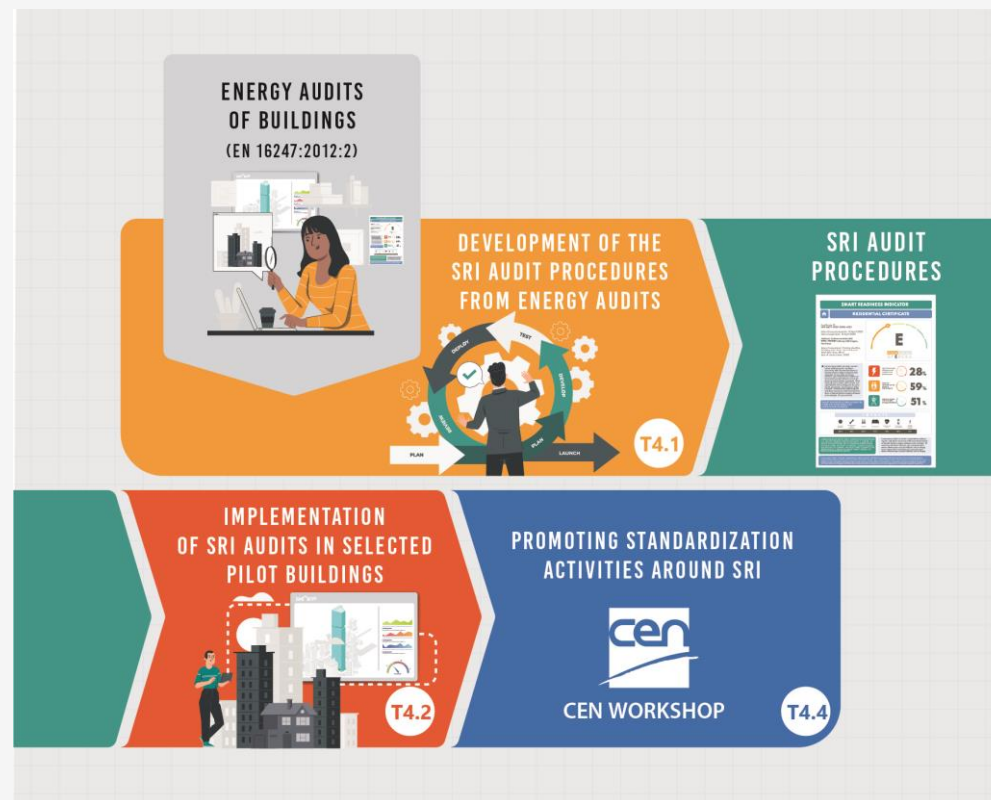 ENERGY AUDITS
OF BUILDINGS
(EN 16247:2012:2)
DEVELOPMENT OF THE
SRI AUDIT PROCEDURES
FROM ENERGY AUDITS
DEPLOY
TEST
DEVELOP
PLAN
PLAN
LAUNCH
T4.1
SRI AUDIT
PROCEDURES
SMART READINESS INDICATOR
RESIDENTIAL CERTIFICATE
E
28%
59%
51%
IMPLEMENTATION
OF SRI AUDITS IN SELECTED
PILOT BUILDINGS
T4.2
PROMOTING STANDARDIZATION
ACTIVITIES AROUND SRI
cen
CEN WORKSHOP
T4.4